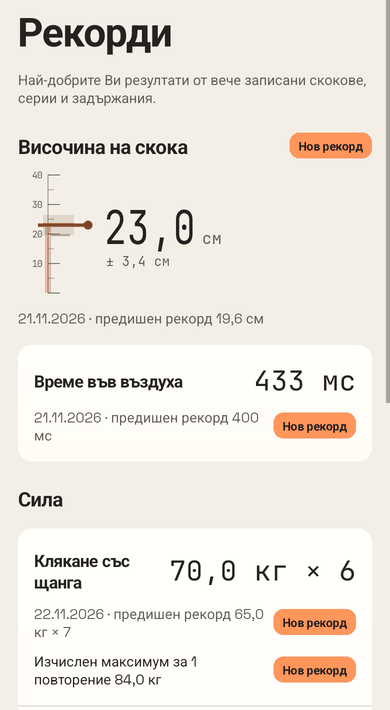 Рекорди
Най-добрите Ви резултати от вече записани скокове,
серии и задържания.
Височина на скока
Нов рекорд
40
30
20
10
23,0 см
± 3,4 см
21.11.2026 · предишен рекорд 19,6 см
Време във въздуха
433 мс
21.11.2026 · предишен рекорд 400
мс
Нов рекорд
Сила
Клякане със
щанга
70,0 кг × 6
22.11.2026 · предишен рекорд 65,0
кг × 7
Нов рекорд
Изчислен максимум за 1
повторение 84,0 кг
Нов рекорд